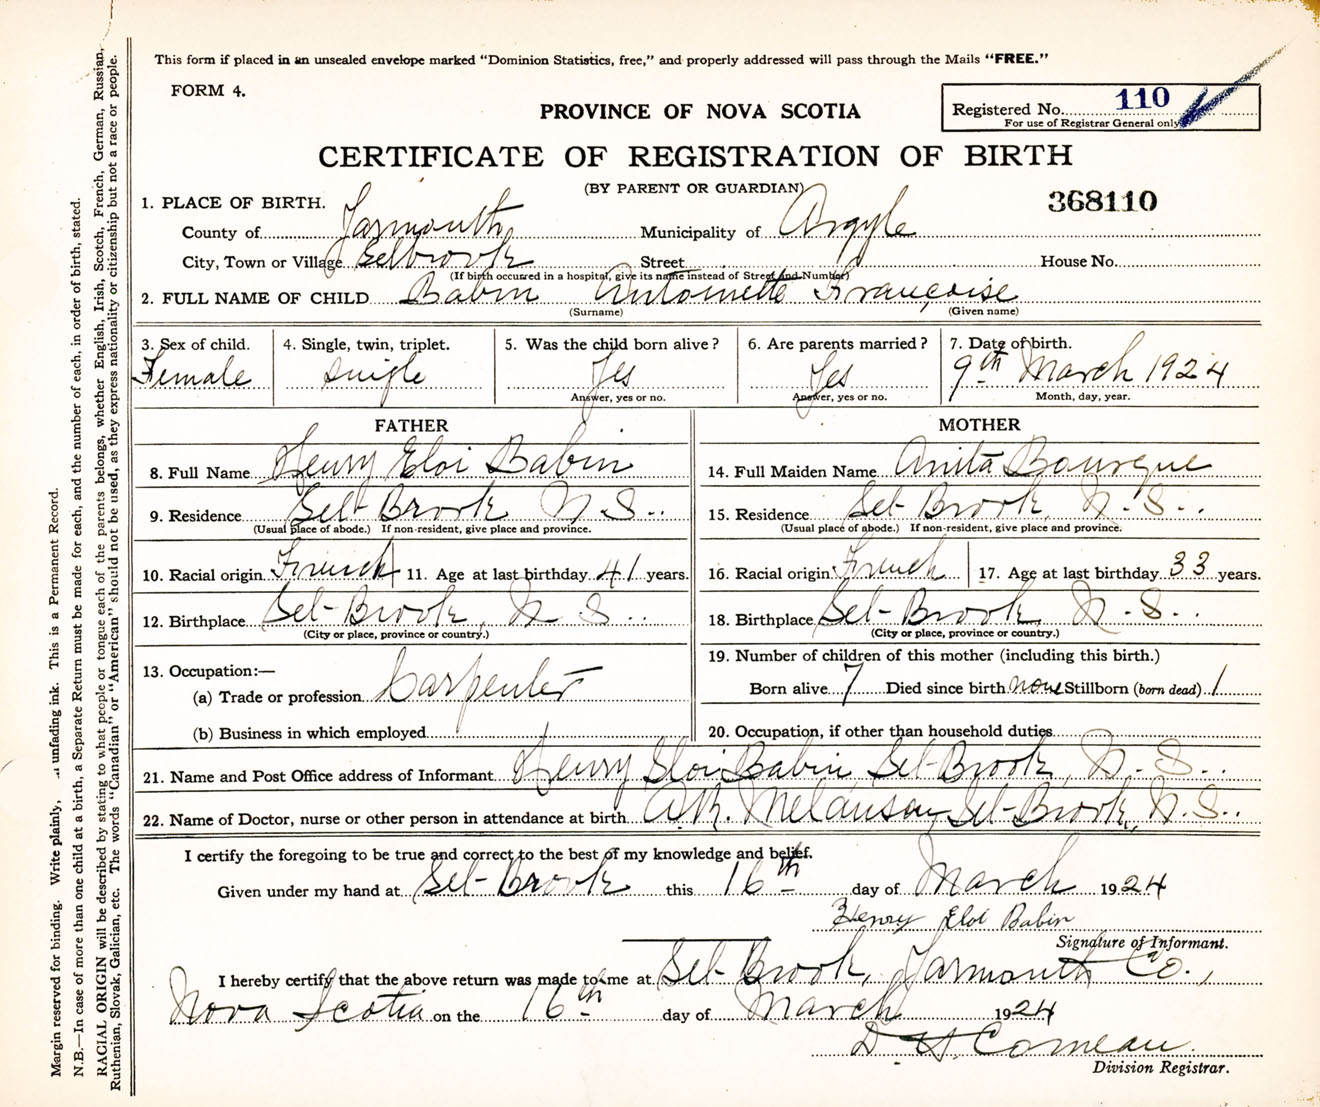 This form if placed in an unsealed envelope marked "Dominion Statistics, free," and properly addressed will pass through the Mails "FREE."
FORM 4.
PROVINCE OF NOVA SCOTIA
Registered No. 110
For use of Registrar General only
CERTIFICATE OF REGISTRATION OF BIRTH
(BY PARENT OR GUARDIAN)
368110
1. PLACE OF BIRTH.
County of Yarmouth Municipality of Argyle
City, Town or Village Selbrook Street House No.
(If birth occurred in a hospital, give its name instead of Street and Number)
2. FULL NAME OF CHILD Babin Antoinette Françoise
(Surname) (Given name)
3. Sex of child. 4. Single, twin, triplet. 5. Was the child born alive? 6. Are parents married? 7. Date of birth.
Female single Yes Yes 9th March 1924
Answer, yes or no. Answer, yes or no. Month, day, year.
FATHER MOTHER
8. Full Name Henry Eloi Babin 14. Full Maiden Name Anita Bourque
9. Residence Sel-Brook N.S.. 15. Residence Sel-Brook, N.S..
(Usual place of abode.) If non-resident, give place and province. (Usual place of abode.) If non-resident, give place and province.
10. Racial origin French 11. Age at last birthday 41 years. 16. Racial origin French 17. Age at last birthday 33 years.
12. Birthplace Sel-Brook, N.S.. 18. Birthplace Sel-Brook N.S..
(City or place, province or country.) (City or place, province or country.)
13. Occupation:— 19. Number of children of this mother (including this birth.)
(a) Trade or profession Carpenter Born alive 7 Died since birth none Stillborn (born dead) 1
(b) Business in which employed 20. Occupation, if other than household duties
21. Name and Post Office address of Informant Henry Eloi Babin Sel-Brook, N.S..
22. Name of Doctor, nurse or other person in attendance at birth A.R. Melanson, Sel-Brook, N.S..
I certify the foregoing to be true and correct to the best of my knowledge and belief.
Given under my hand at Sel-Brook this 16th day of March 1924
Henry Eloi Babin
Signature of Informant.
I hereby certify that the above return was made to me at Sel-Brook, Yarmouth Co.,
Nova Scotia on the 16th day of March 1924
D. H. Comeau.
Division Registrar.
Margin reserved for binding. Write plainly, unfading ink. This is a Permanent Record.
N.B.—In case of more than one child at a birth, a Separate Return must be made for each, and the number of each, in order of birth, stated.
RACIAL ORIGIN will be described by stating to what people or tongue each of the parents belongs, whether English, Irish, Scotch, French, German, Russian,
Ruthenian, Slovak, Galician, etc. The words "Canadian" or "American" should not be used, as they express nationality or citizenship but not a race or people.